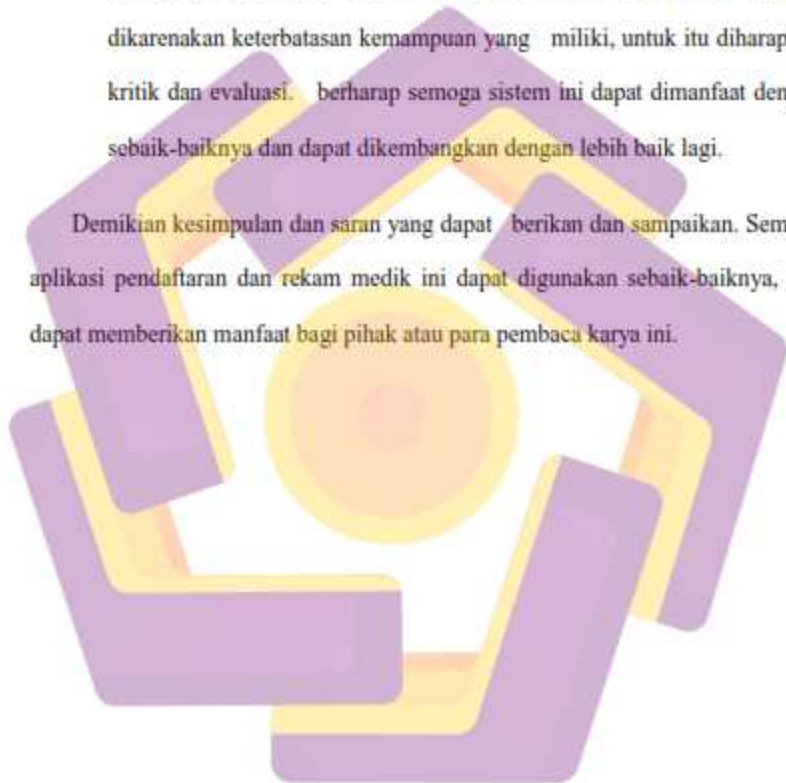 dikarenakan keterbatasan kemampuan yang miliki, untuk itu diharap
kritik dan evaluasi. berharap semoga sistem ini dapat dimanfaat den
sebaik-baiknya dan dapat dikembangkan dengan lebih baik lagi.
Demikian kesimpulan dan saran yang dapat berikan dan sampaikan. Sem
aplikasi pendaftaran dan rekam medik ini dapat digunakan sebaik-baiknya,
dapat memberikan manfaat bagi pihak atau para pembaca karya ini.